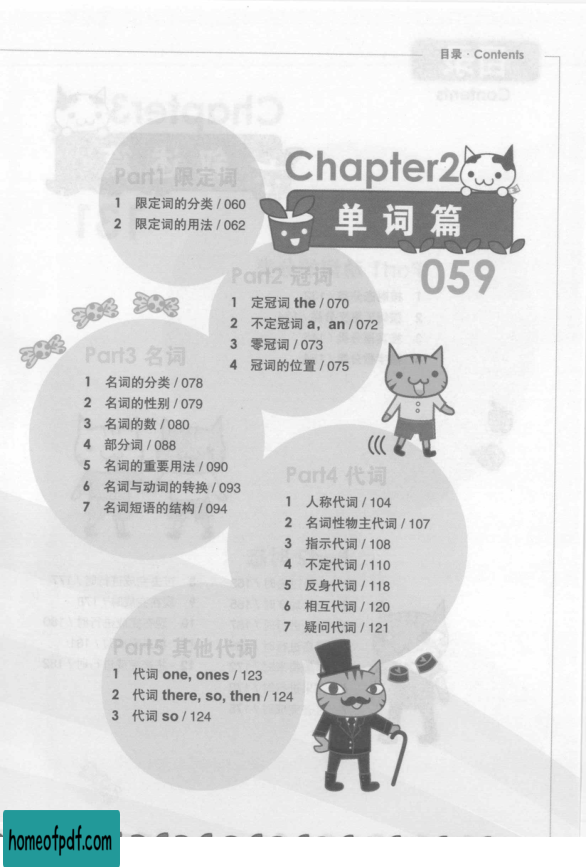 目录 · Contents
Chapter2
单词篇
059
Part1 限定词
1 限定词的分类 / 060
2 限定词的用法 / 062
Part2 冠词
1 定冠词 the / 070
2 不定冠词 a, an / 072
3 零冠词 / 073
4 冠词的位置 / 075
Part3 名词
1 名词的分类 / 078
2 名词的性别 / 079
3 名词的数 / 080
4 部分词 / 088
5 名词的重要用法 / 090
6 名词与动词的转换 / 093
7 名词短语的结构 / 094
Part4 代词
1 人称代词 / 104
2 名词性物主代词 / 107
3 指示代词 / 108
4 不定代词 / 110
5 反身代词 / 118
6 相互代词 / 120
7 疑问代词 / 121
Part5 其他代词
1 代词 one, ones / 123
2 代词 there, so, then / 124
3 代词 so / 124
homeofpdf.com